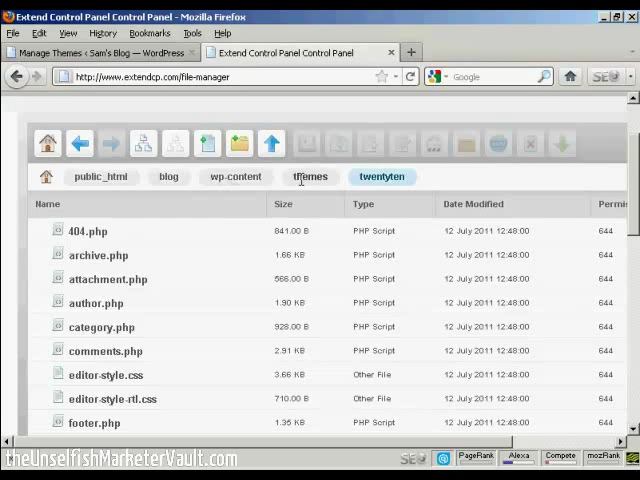 Extend Control Panel Control Panel - Mozilla Firefox
File Edit View History Bookmarks Tools Help
Manage Themes ‹ Sam's Blog — WordPress Extend Control Panel Control Panel
http://www.extendcp.com/file-manager Google
public_html blog wp-content themes twentyten
Name Size Type Date Modified Permis
404.php 841.00 B PHP Script 12 July 2011 12:48:00 644
archive.php 1.66 KB PHP Script 12 July 2011 12:48:00 644
attachment.php 566.00 B PHP Script 12 July 2011 12:48:00 644
author.php 1.90 KB PHP Script 12 July 2011 12:48:00 644
category.php 928.00 B PHP Script 12 July 2011 12:48:00 644
comments.php 2.91 KB PHP Script 12 July 2011 12:48:00 644
editor-style.css 3.66 KB Other File 12 July 2011 12:48:00 644
editor-style-rtl.css 710.00 B Other File 12 July 2011 12:48:00 644
footer.php 1.35 KB PHP Script 12 July 2011 12:48:00 644
theUnselfishMarketerVault.com PageRank Alexa Compete mozRank